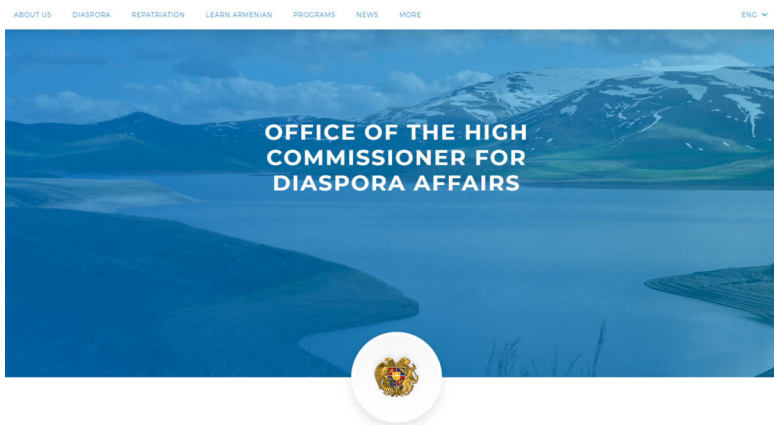 ABOUT US DIASPORA REPATRIATION LEARN ARMENIAN PROGRAMS NEWS MORE ENG
OFFICE OF THE HIGH
COMMISSIONER FOR
DIASPORA AFFAIRS